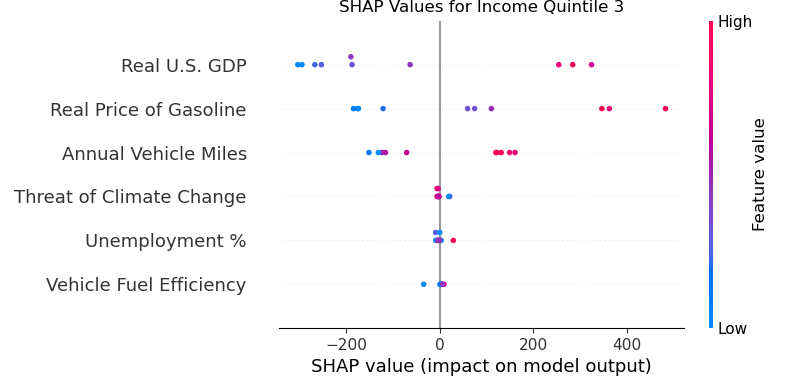 SHAP Values for Income Quintile 3
High
Real U.S. GDP
Real Price of Gasoline
Annual Vehicle Miles
Threat of Climate Change
Unemployment %
Vehicle Fuel Efficiency
Feature value
Low
−200 0 200 400
SHAP value (impact on model output)